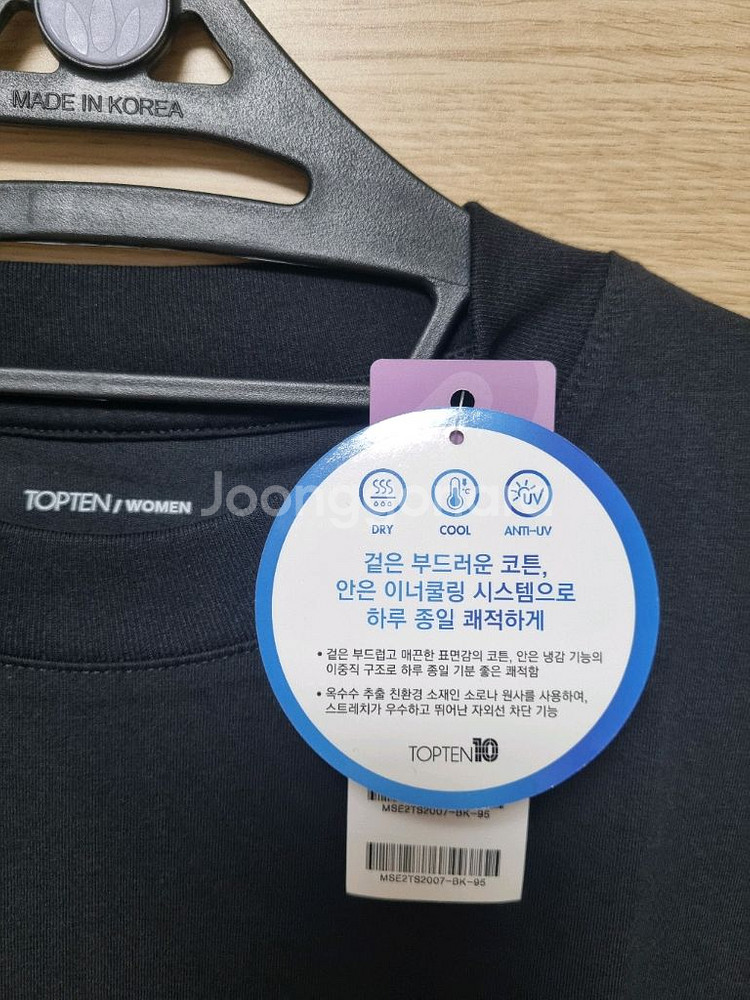 MADE IN KOREA
TOPTEN / WOMEN
Joonggonara
DRY
COOL
UV
ANTI-UV
겉은 부드러운 코튼,
안은 이너쿨링 시스템으로
하루 종일 쾌적하게
• 겉은 부드럽고 매끈한 표면감의 코튼, 안은 냉감 기능의
이중직 구조로 하루 종일 기분 좋은 쾌적함
• 옥수수 추출 친환경 소재인 소로나 원사를 사용하여,
스트레치가 우수하고 뛰어난 자외선 차단 기능
TOPTEN10
MSE2TS2007-BK-95
MSE2TS2007-BK-95